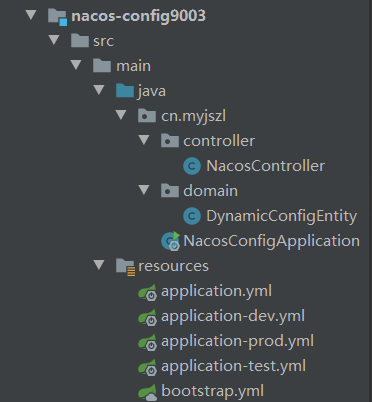 nacos-config9003
src
main
java
cn.myjszl
controller
NacosController
domain
DynamicConfigEntity
NacosConfigApplication
resources
application.yml
application-dev.yml
application-prod.yml
application-test.yml
bootstrap.yml